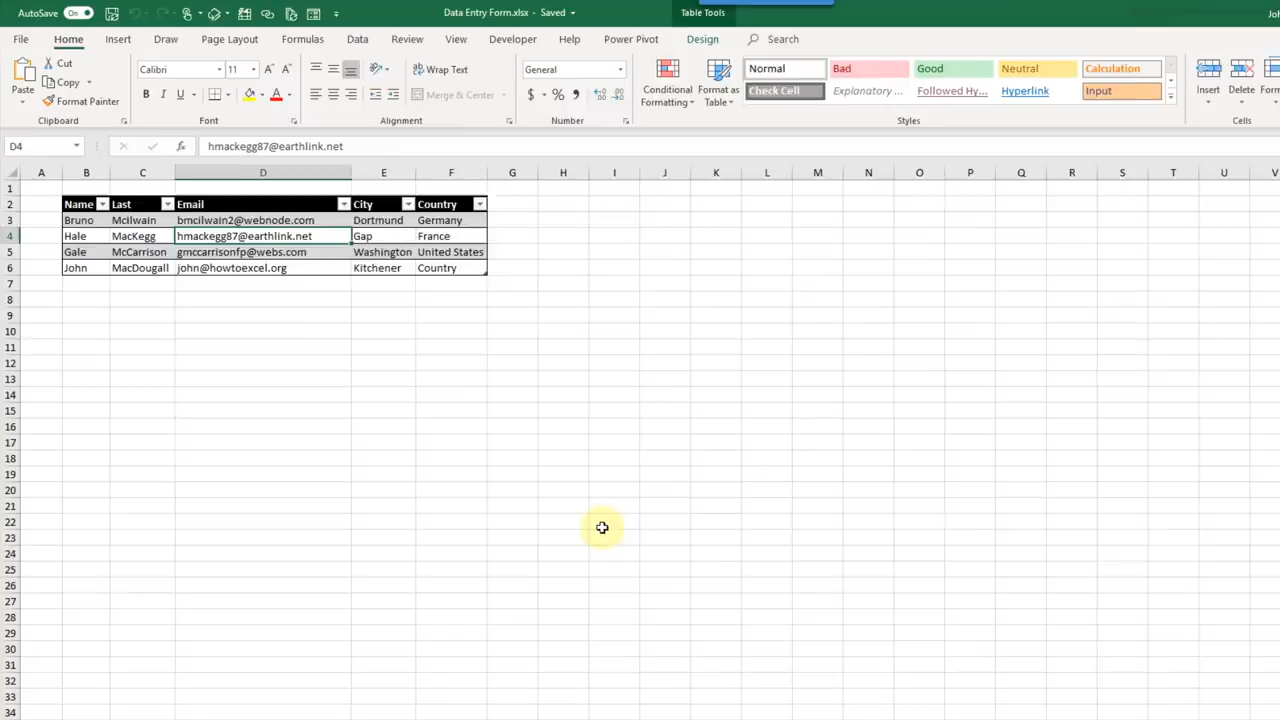 AutoSave On Data Entry Form.xlsx - Saved Table Tools
File Home Insert Draw Page Layout Formulas Data Review View Developer Help Power Pivot Design Search
Paste Cut Copy Format Painter Calibri 11 Wrap Text Merge & Center General Conditional Formatting Format as Table Normal Bad Good Neutral Calculation Check Cell Explanatory ... Followed Hy... Hyperlink Input Insert Delete
Clipboard Font Alignment Number Styles Cells
D4 fx hmackegg87@earthlink.net
A B C D E F G H I J K L M N O P Q R S T U V
1
2 Name Last Email City Country
3 Bruno McIlwain bmcilwain2@webnode.com Dortmund Germany
4 Hale MacKegg hmackegg87@earthlink.net Gap France
5 Gale McCarrison gmccarrisonfp@webs.com Washington United States
6 John MacDougall john@howtoexcel.org Kitchener Country
7
8
9
10
11
12
13
14
15
16
17
18
19
20
21
22
23
24
25
26
27
28
29
30
31
32
33
34